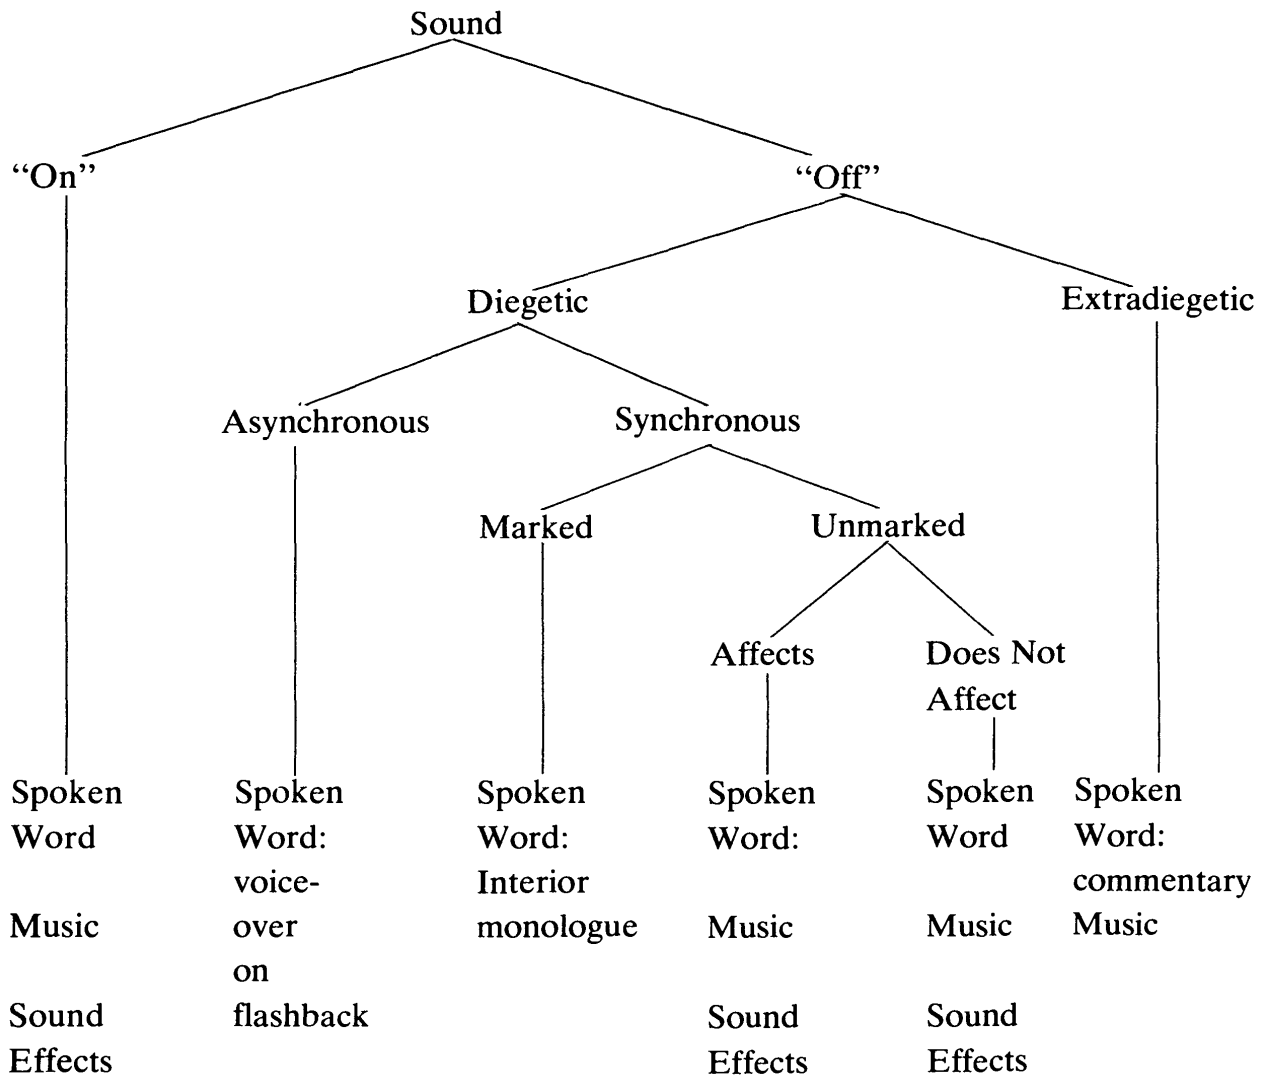 Sound
“On”
“Off”
Diegetic
Extradiegetic
Asynchronous
Synchronous
Marked
Unmarked
Affects
Does Not
Affect
Spoken
Word
Music
Sound
Effects
Spoken
Word:
voice-
over
on
flashback
Spoken
Word:
Interior
monologue
Spoken
Word:
Music
Sound
Effects
Spoken
Word
Music
Sound
Effects
Spoken
Word:
commentary
Music